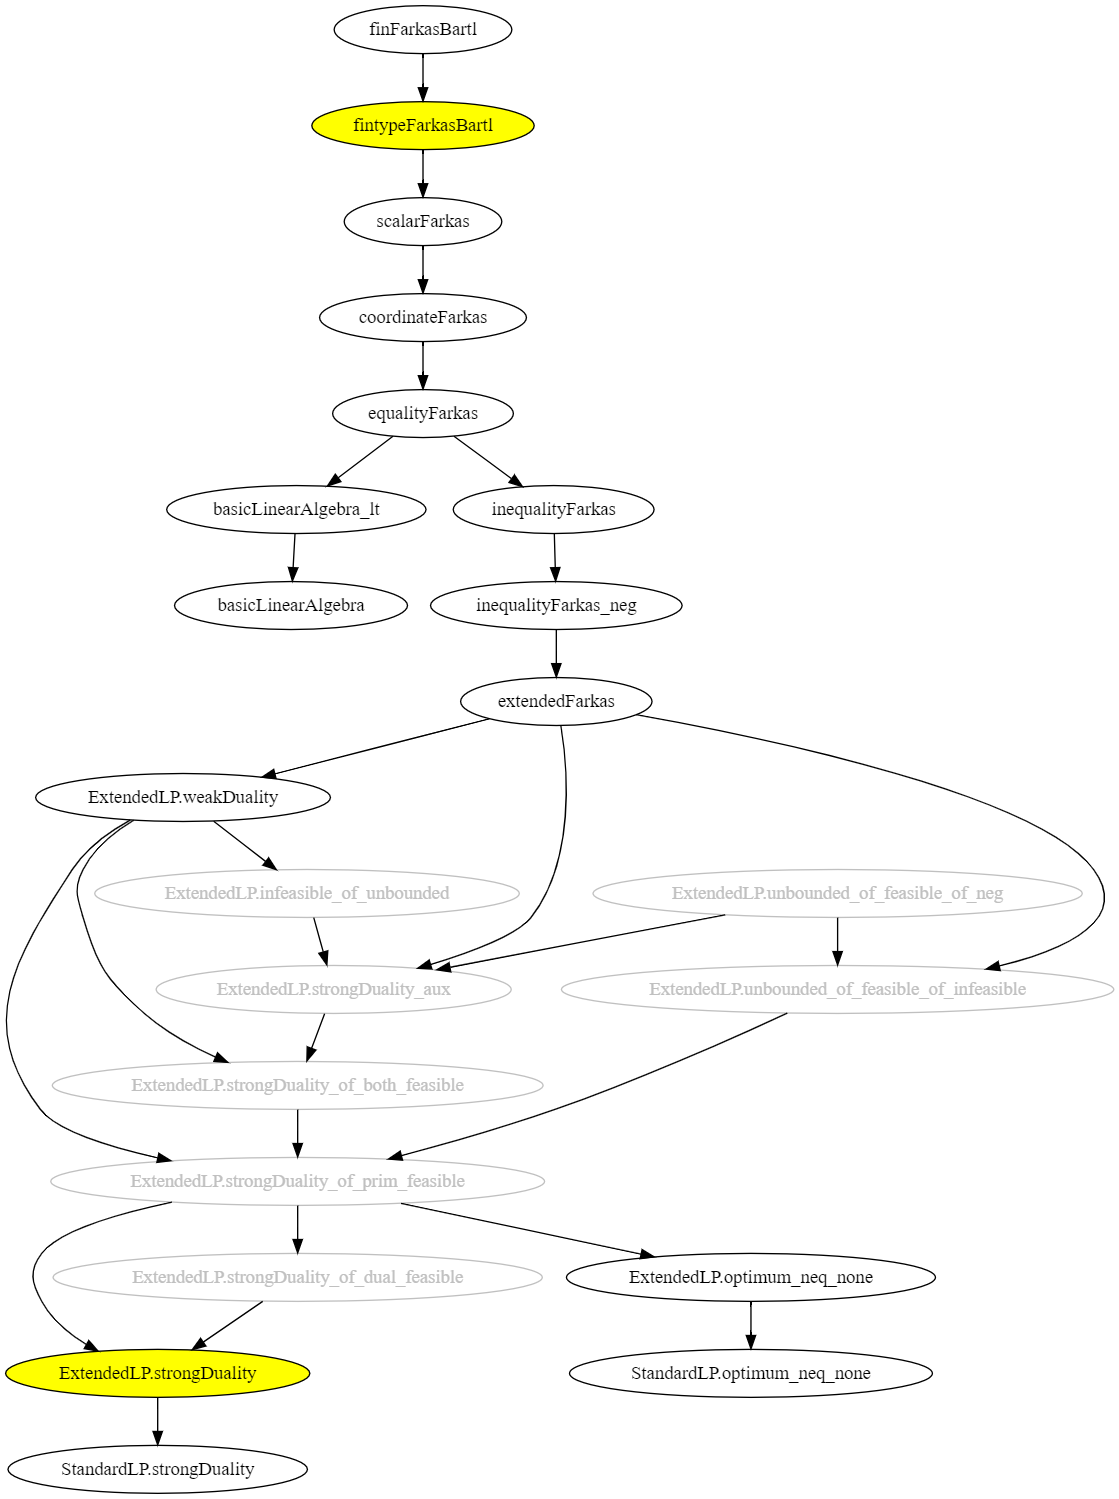 finFarkasBartl
fintypeFarkasBartl
scalarFarkas
coordinateFarkas
equalityFarkas
basicLinearAlgebra_lt
inequalityFarkas
basicLinearAlgebra
inequalityFarkas_neg
extendedFarkas
ExtendedLP.weakDuality
ExtendedLP.infeasible_of_unbounded
ExtendedLP.unbounded_of_feasible_of_neg
ExtendedLP.strongDuality_aux
ExtendedLP.unbounded_of_feasible_of_infeasible
ExtendedLP.strongDuality_of_both_feasible
ExtendedLP.strongDuality_of_prim_feasible
ExtendedLP.strongDuality_of_dual_feasible
ExtendedLP.optimum_neq_none
ExtendedLP.strongDuality
StandardLP.optimum_neq_none
StandardLP.strongDuality